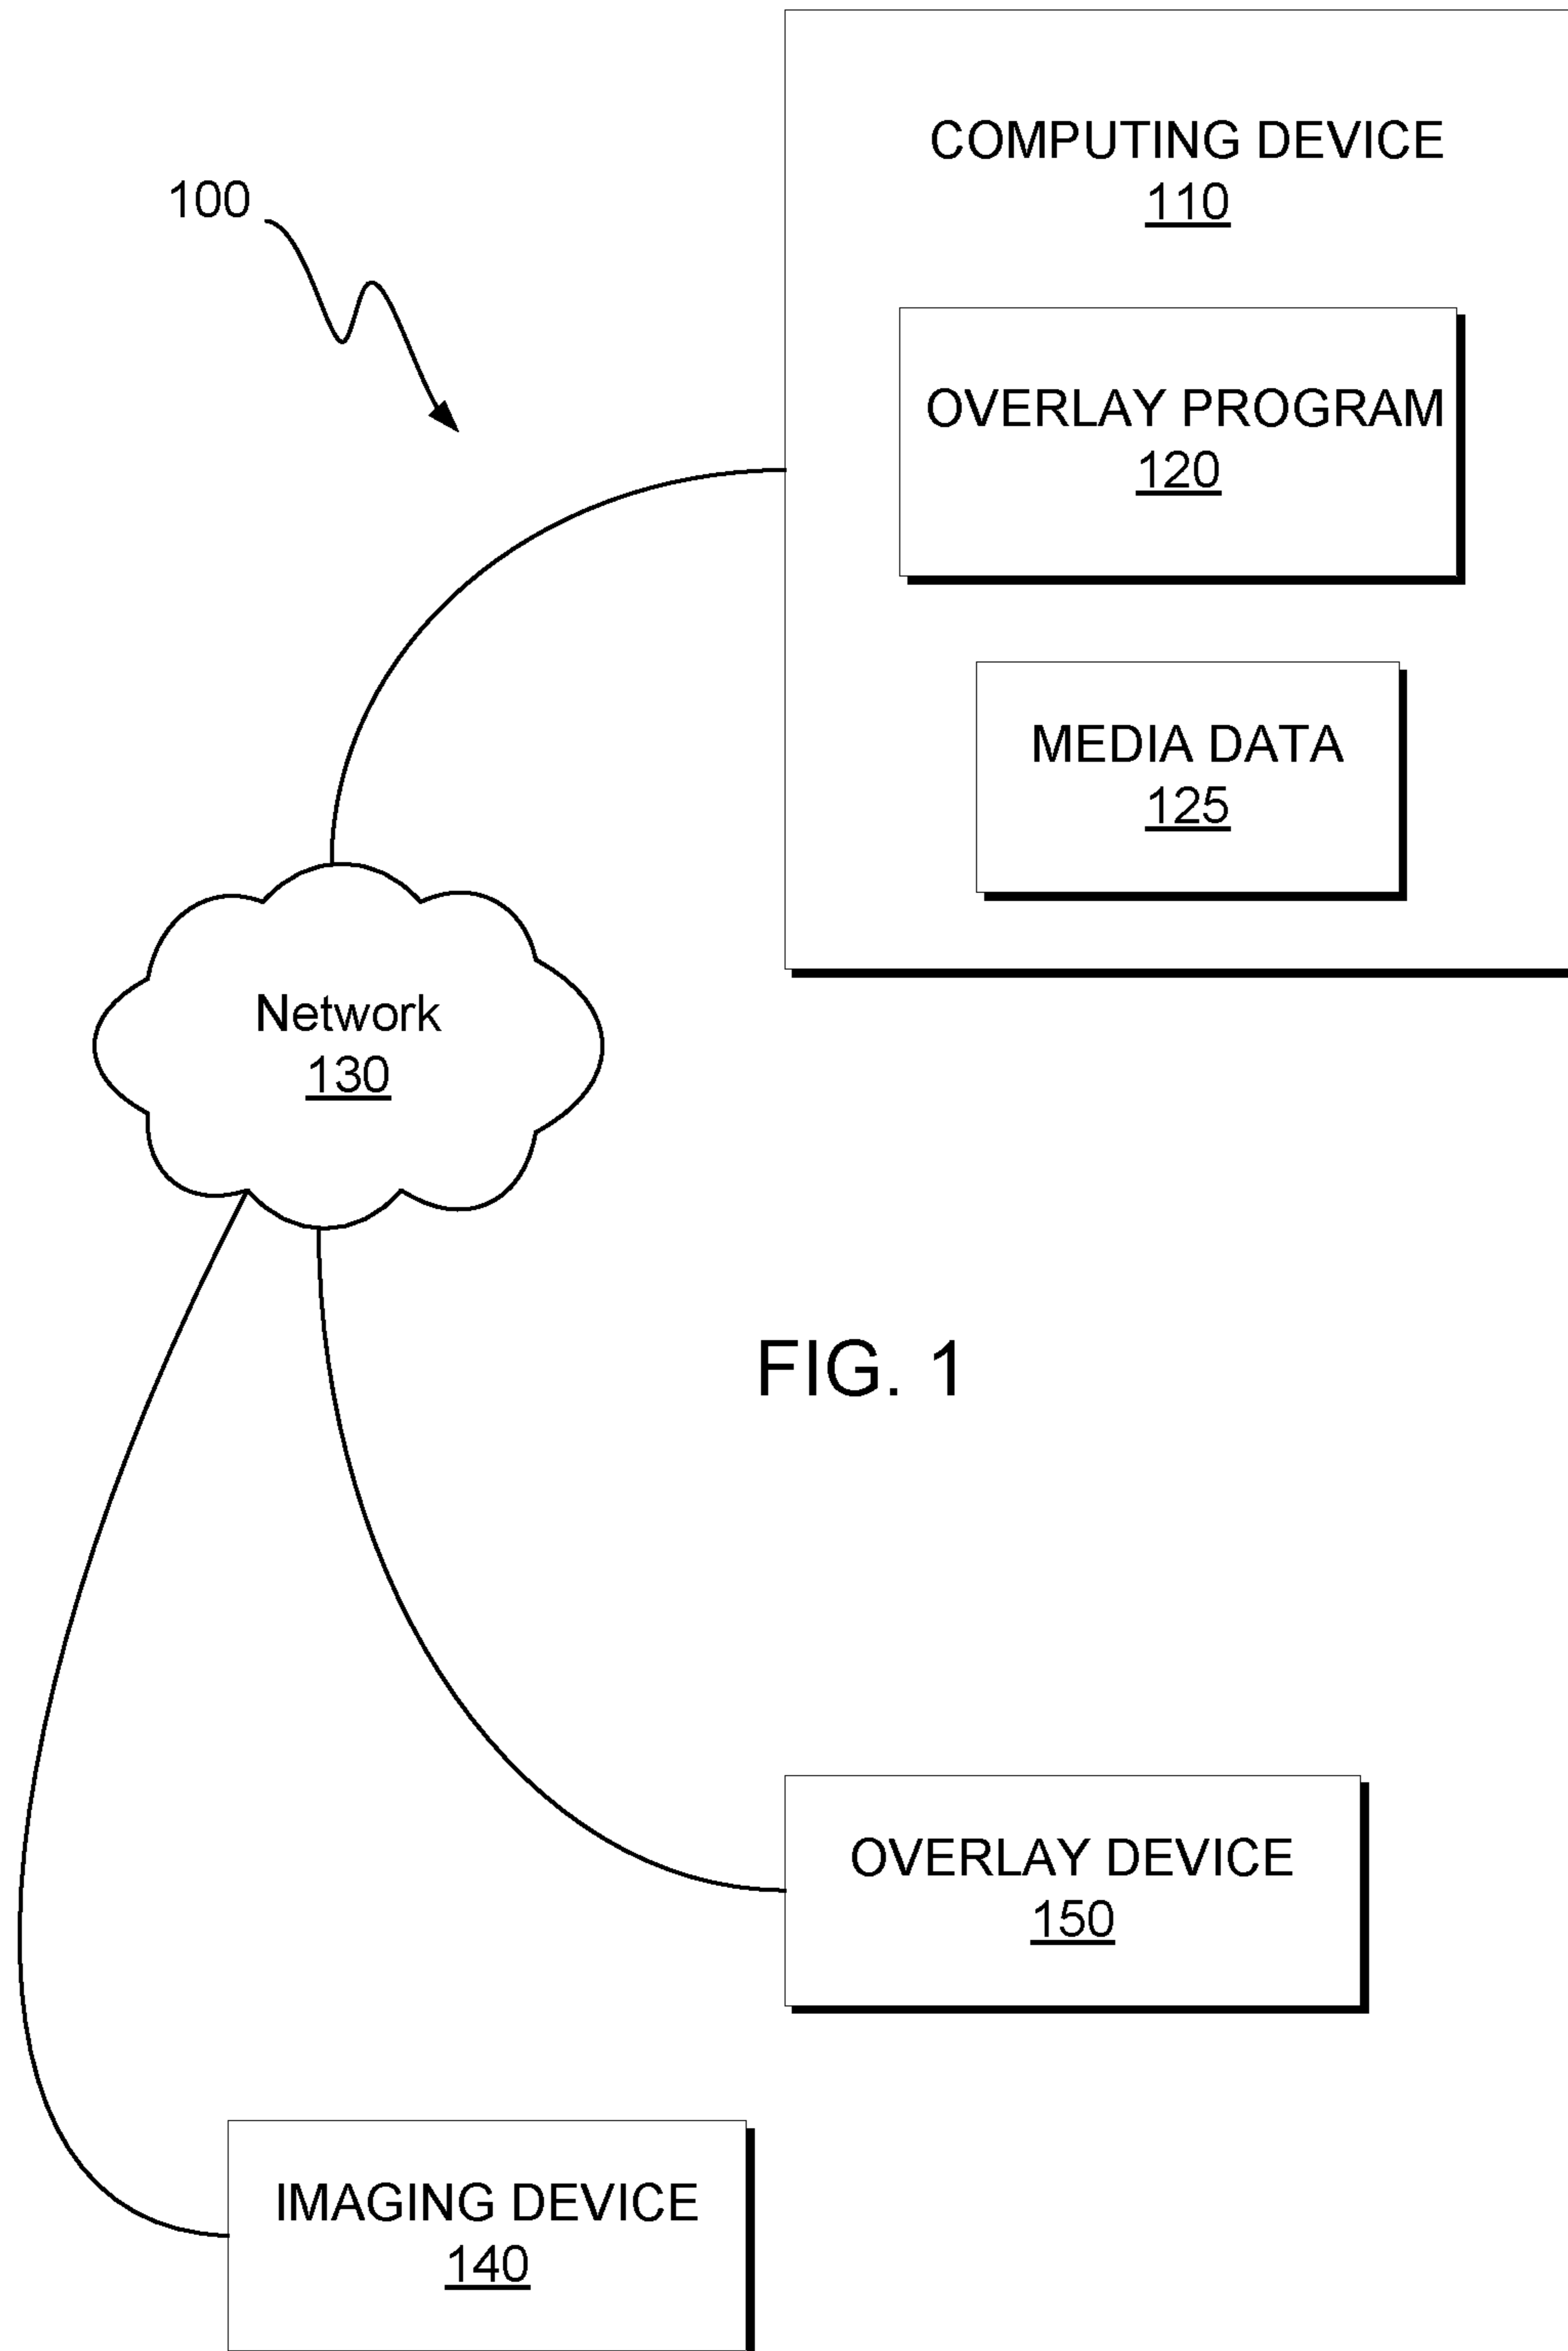 100
COMPUTING DEVICE
110
OVERLAY PROGRAM
120
MEDIA DATA
125
Network
130
FIG. 1
OVERLAY DEVICE
150
IMAGING DEVICE
140